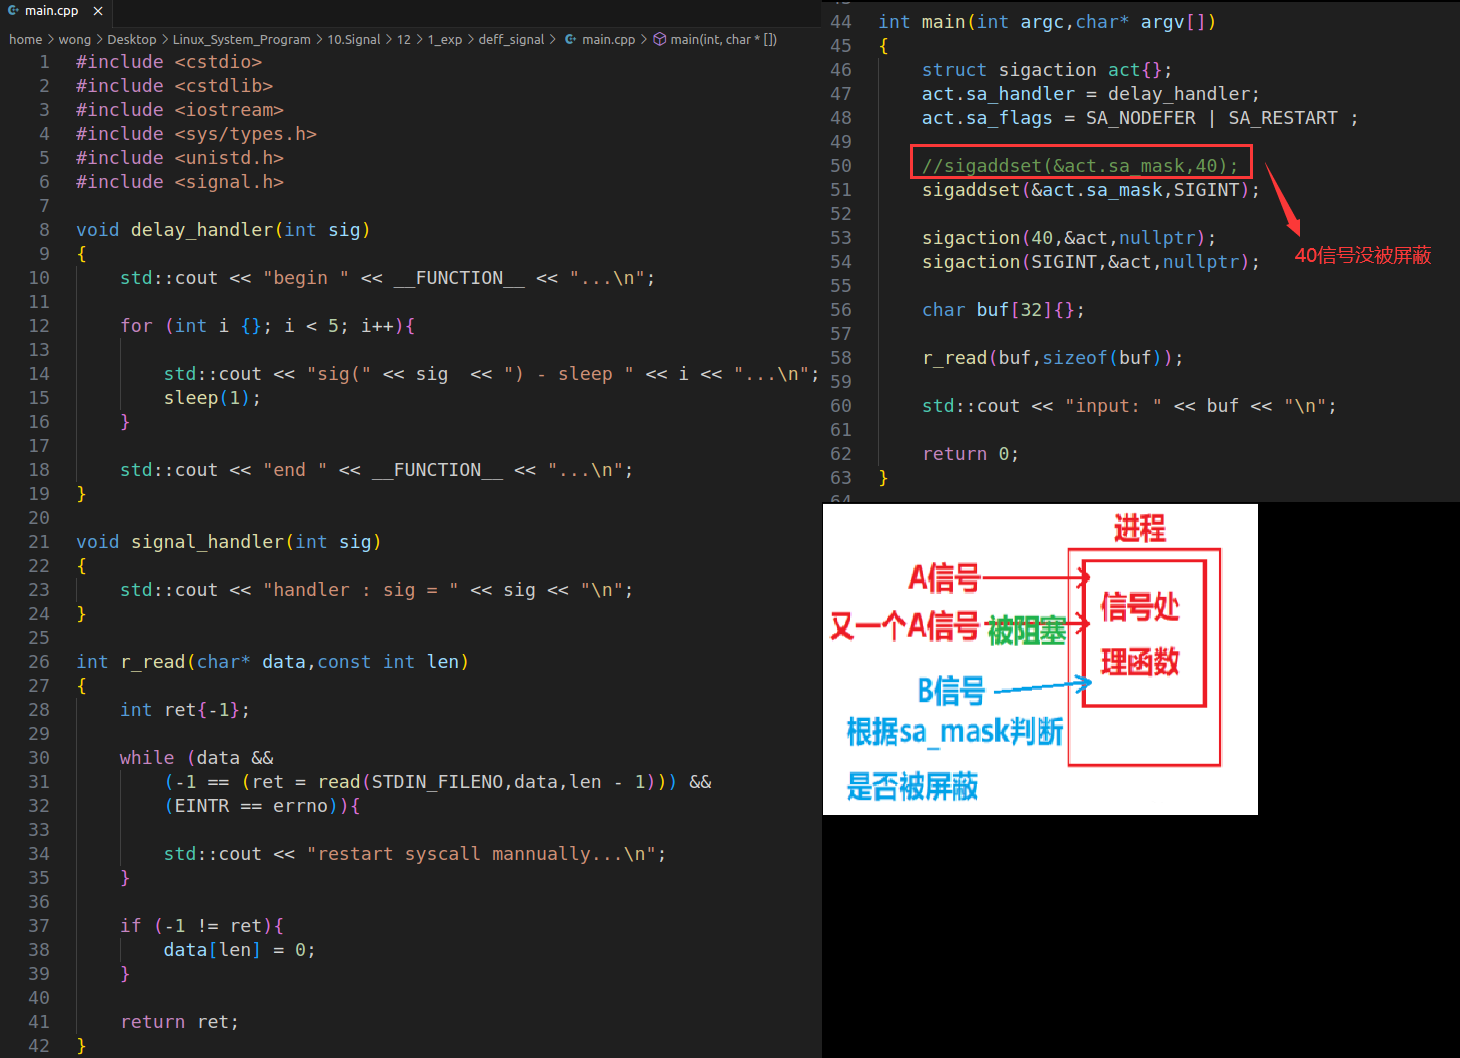 main.cpp ×
home > wong > Desktop > Linux_System_Program > 10.Signal > 12 > 1_exp > deff_signal > main.cpp > main(int, char * [])
1 #include <cstdio>
2 #include <cstdlib>
3 #include <iostream>
4 #include <sys/types.h>
5 #include <unistd.h>
6 #include <signal.h>
7
8 void delay_handler(int sig)
9 {
10 std::cout << "begin " << __FUNCTION__ << "...\n";
11
12 for (int i {}; i < 5; i++){
13
14 std::cout << "sig(" << sig  << ") - sleep " << i << "...\n";
15 sleep(1);
16 }
17
18 std::cout << "end " << __FUNCTION__ << "...\n";
19 }
20
21 void signal_handler(int sig)
22 {
23 std::cout << "handler : sig = " << sig << "\n";
24 }
25
26 int r_read(char* data,const int len)
27 {
28 int ret{-1};
29
30 while (data &&
31 (-1 == (ret = read(STDIN_FILENO,data,len - 1))) &&
32 (EINTR == errno)){
33
34 std::cout << "restart syscall mannually...\n";
35 }
36
37 if (-1 != ret){
38 data[len] = 0;
39 }
40
41 return ret;
42 }
44 int main(int argc,char* argv[])
45 {
46 struct sigaction act{};
47 act.sa_handler = delay_handler;
48 act.sa_flags = SA_NODEFER | SA_RESTART ;
49
50 //sigaddset(&act.sa_mask,40);
51 sigaddset(&act.sa_mask,SIGINT);
52
53 sigaction(40,&act,nullptr);
54 sigaction(SIGINT,&act,nullptr);
55
56 char buf[32]{};
57
58 r_read(buf,sizeof(buf));
59
60 std::cout << "input: " << buf << "\n";
61
62 return 0;
63 }
40信号没被屏蔽
进程
A信号
又一个A信号 被阻塞
信号处
理函数
B信号
根据sa_mask判断
是否被屏蔽